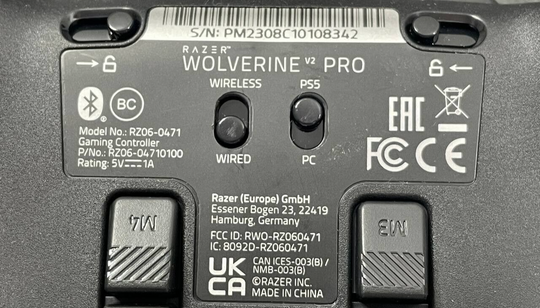 S/N: PM2308C10108342
RAZER™
WOLVERINE V2 PRO
WIRELESS PS5
WIRED PC
BC
Model No.: RZ06-0471
Gaming Controller
P/No.: RZ06-04710100
Rating: 5V⎓1A
EAC
FC CE
Razer (Europe) GmbH
Essener Bogen 23, 22419
Hamburg, Germany
FCC ID: RWO-RZ060471
IC: 8092D-RZ060471
UK
CA
CAN ICES-003(B) /
NMB-003(B)
©RAZER INC.
MADE IN CHINA
M4
M3